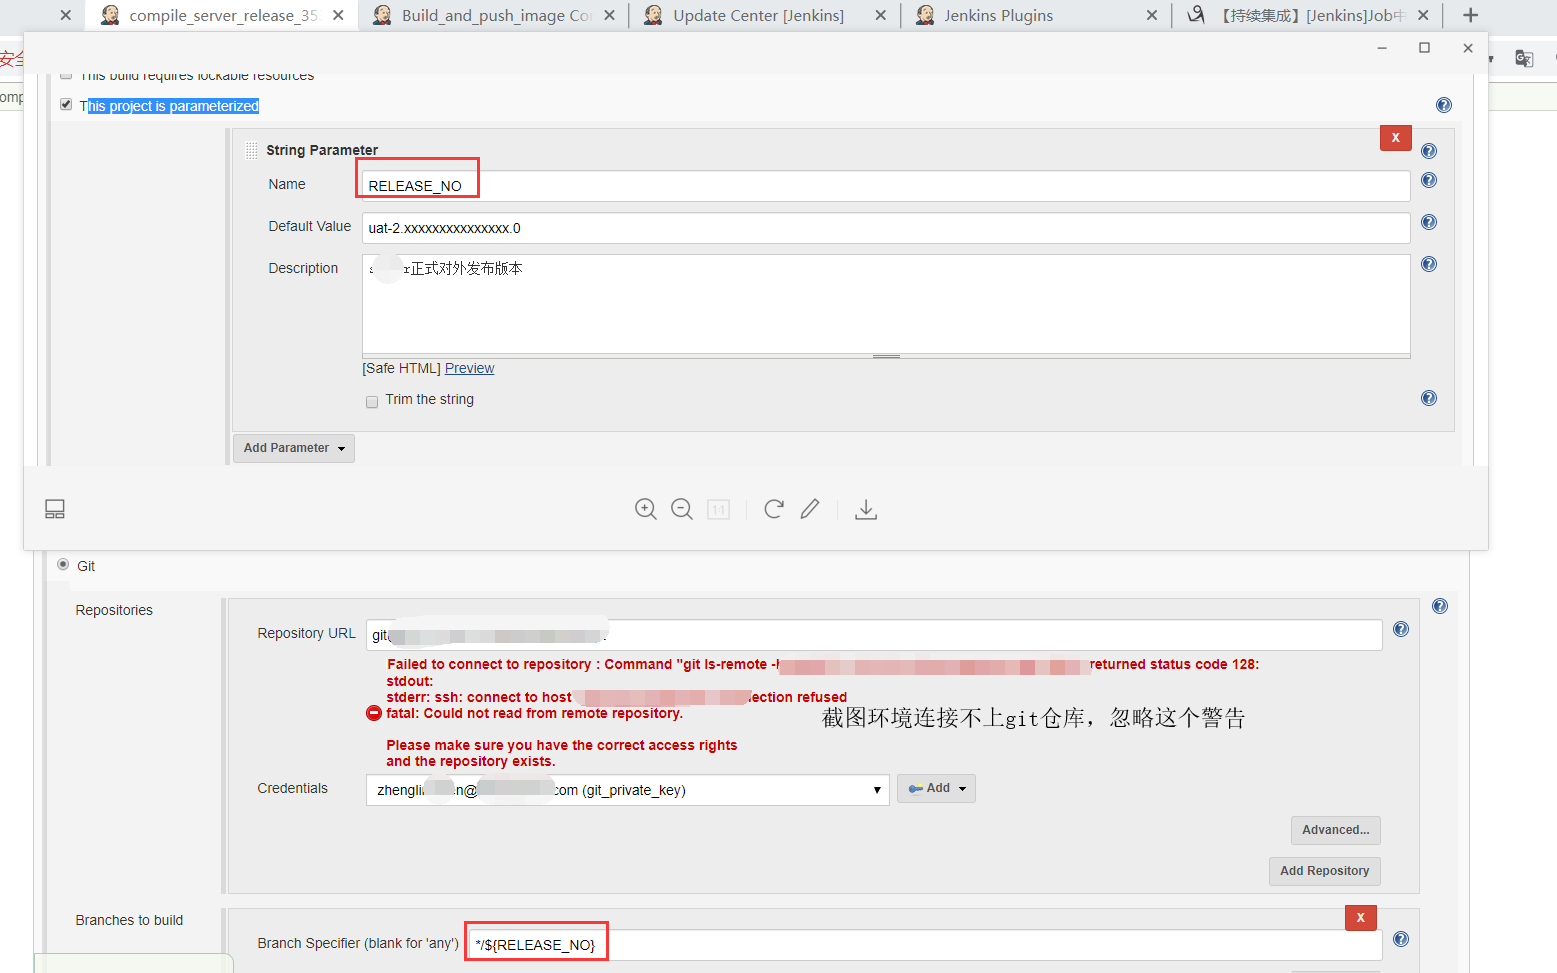 compile_server_release_35
Build_and_push_image Co
Update Center [Jenkins]
Jenkins Plugins
【持续集成】[Jenkins]Job中
安全
omp
This build requires lockable resources
This project is parameterized
String Parameter
X
Name
RELEASE_NO
Default Value
uat-2.xxxxxxxxxxxxxxx.0
Description
s r正式对外发布版本
[Safe HTML] Preview
Trim the string
Add Parameter
1:1
Git
Repositories
Repository URL
git
Failed to connect to repository : Command "git ls-remote -h returned status code 128:
stdout:
stderr: ssh: connect to host ection refused
fatal: Could not read from remote repository.
截图环境连接不上git仓库，忽略这个警告
Please make sure you have the correct access rights
and the repository exists.
Credentials
zhengli n@ com (git_private_key)
Add
Advanced...
Add Repository
Branches to build
X
Branch Specifier (blank for 'any')
*/${RELEASE_NO}